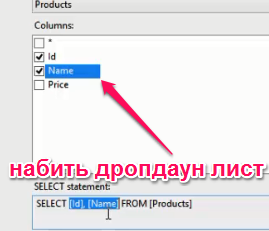 Products
Columns:
*
Id
Name
Price
набить дропдаун лист
SELECT statement:
SELECT [Id], [Name] FROM [Products]